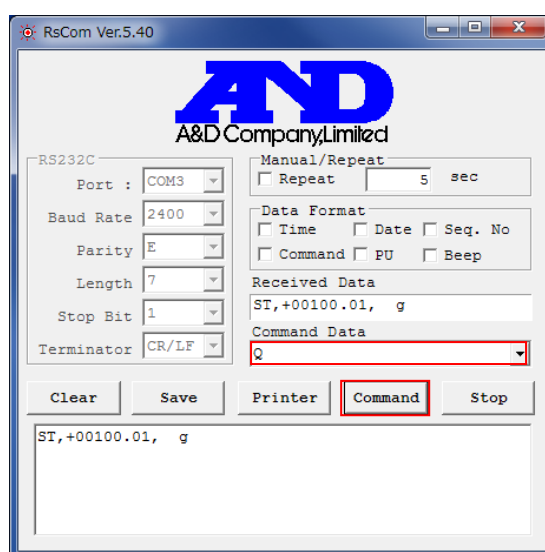 RsCom Ver.5.40
AND
A&D Company,Limited
RS232C
Port : COM3
Baud Rate 2400
Parity E
Length 7
Stop Bit 1
Terminator CR/LF
Manual/Repeat
Repeat 5 sec
Data Format
Time Date Seq. No
Command PU Beep
Received Data
ST,+00100.01,  g
Command Data
Q
Clear Save Printer Command Stop
ST,+00100.01,  g